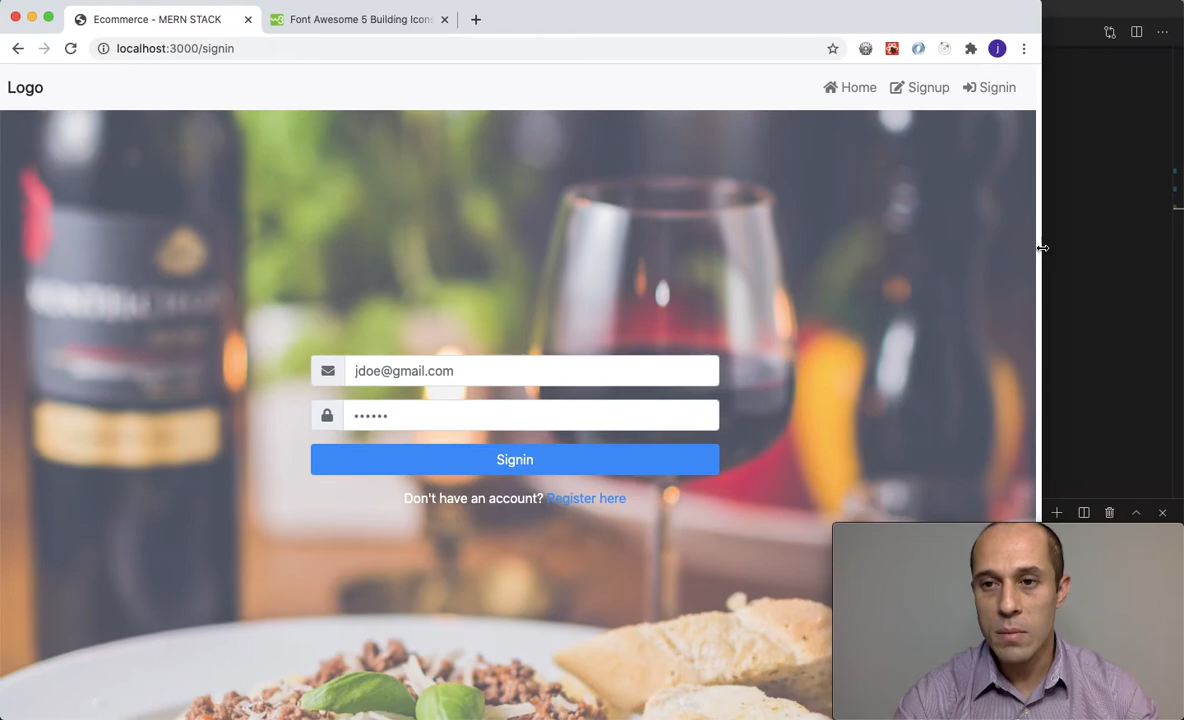 Ecommerce - MERN STACK
Font Awesome 5 Building Icons
localhost:3000/signin
j
Logo
Home Signup Signin
jdoe@gmail.com
••••••
Signin
Don't have an account? Register here